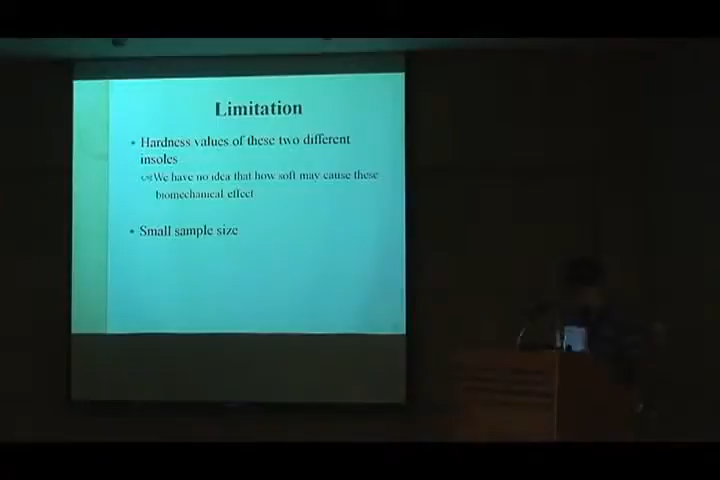 Limitation
• Hardness values of these two different
insoles
We have no idea that how soft may cause these
biomechanical effect
• Small sample size